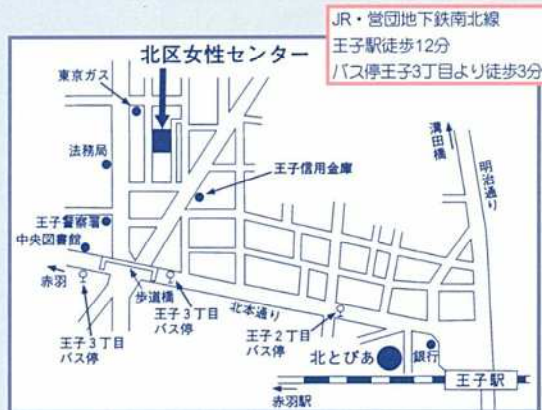 JR・営団地下鉄南北線
王子駅徒歩12分
バス停王子3丁目より徒歩3分
北区女性センター
東京ガス
法務局
王子信用金庫
溝田橋
明治通り
王子警察署
中央図書館
赤羽
歩道橋
王子3丁目
バス停
王子3丁目
バス停
北本通り
王子2丁目
バス停
北とぴあ
銀行
王子駅
赤羽駅